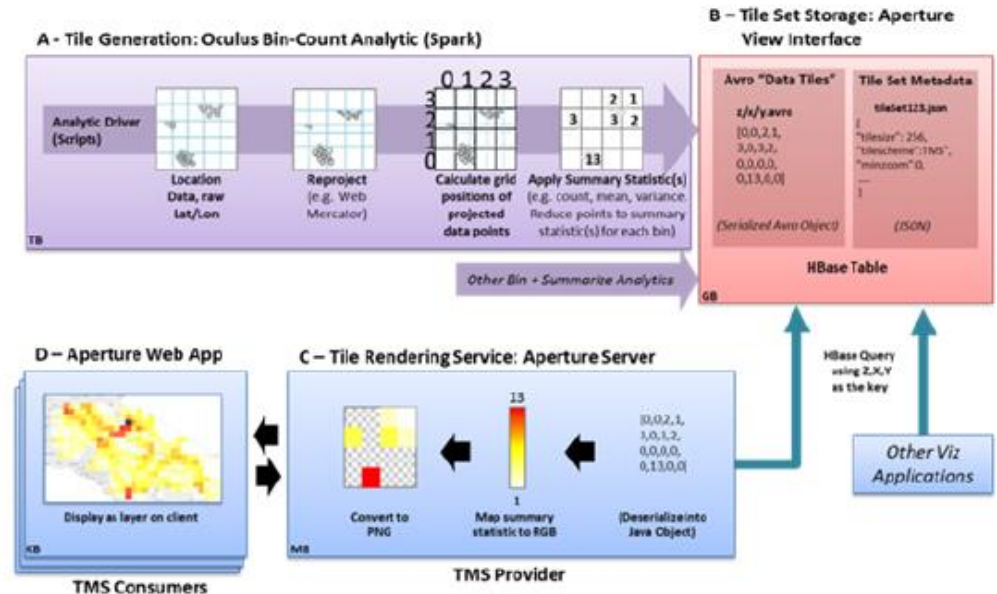 A - Tile Generation: Oculus Bin-Count Analytic (Spark)
Analytic Driver
(Scripts)
Location
Data, raw
Lat/Lon
Reproject
(e.g. Web
Mercator)
0 1 2 3
3
2
1
0
Calculate grid
positions of
projected
data points
2 1
3 3 2
13
Apply Summary Statistic(s)
(e.g. count, mean, variance.
Reduce points to summary
statistic(s) for each bin)
TB
Other Bin + Summarize Analytics
B – Tile Set Storage: Aperture
View Interface
Avro "Data Tiles"
z/x/y.avro
[0,0,2,1,
3,0,3,2,
0,0,0,0,
0,13,0,0]
(Serialized Avro Object)
Tile Set Metadata
tileSet123.json
[
"tilesize": 256,
"tilescheme":TMS",
"minzoom":0,
....
]
(JSON)
HBase Table
GB
D – Aperture Web App
Display as layer on client
KB
TMS Consumers
C – Tile Rendering Service: Aperture Server
Convert to
PNG
13
1
Map summary
statistic to RGB
[0,0,2,1,
3,0,3,2,
0,0,0,0,
0,13,0,0]
(Deserialize into
Java Object)
MB
TMS Provider
HBase Query
using Z,X,Y
as the key
Other Viz
Applications